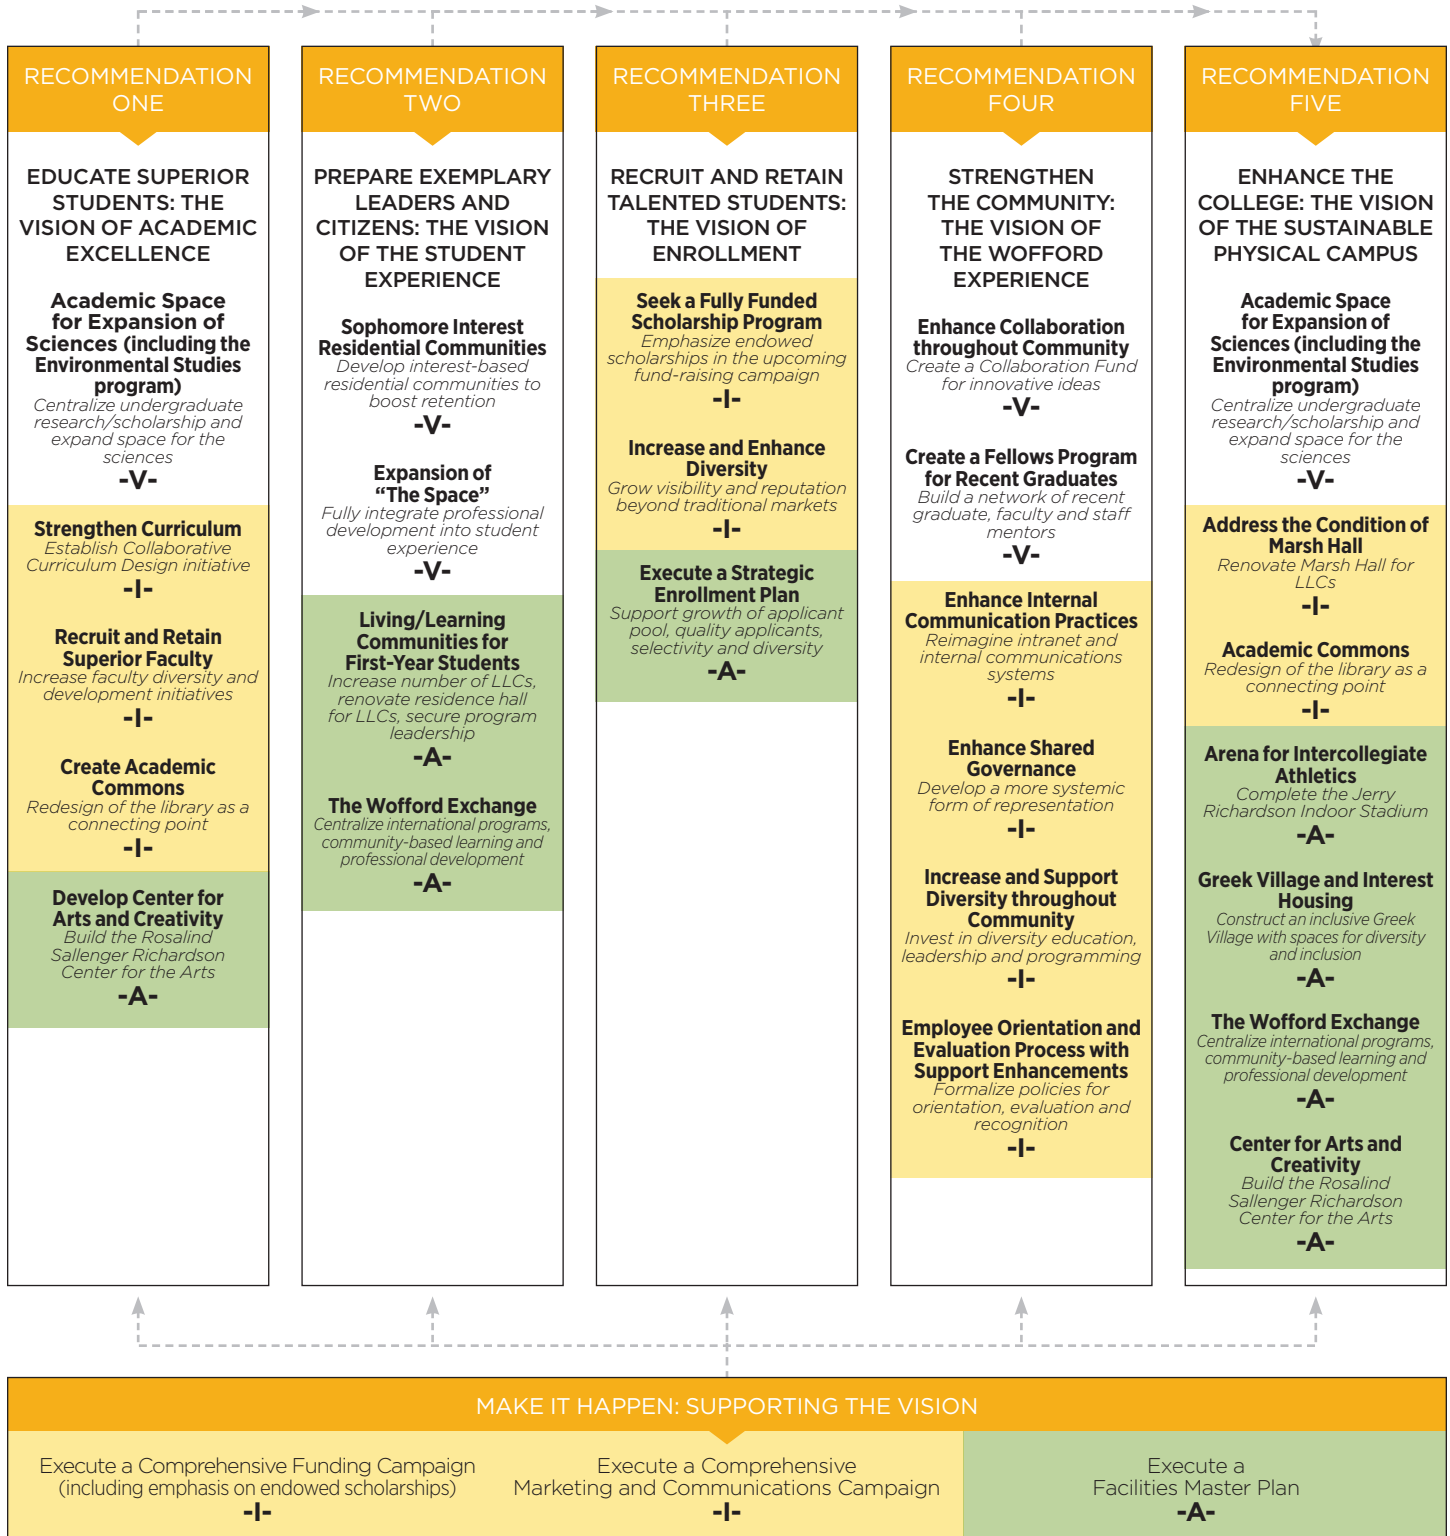 RECOMMENDATION
ONE
EDUCATE SUPERIOR
STUDENTS: THE
VISION OF ACADEMIC
EXCELLENCE
Academic Space
for Expansion of
Sciences (including the
Environmental Studies
program)
Centralize undergraduate
research/scholarship and
expand space for the
sciences
-V-
Strengthen Curriculum
Establish Collaborative
Curriculum Design initiative
-I-
Recruit and Retain
Superior Faculty
Increase faculty diversity and
development initiatives
-I-
Create Academic
Commons
Redesign of the library as a
connecting point
-I-
Develop Center for
Arts and Creativity
Build the Rosalind
Sallenger Richardson
Center for the Arts
-A-
RECOMMENDATION
TWO
PREPARE EXEMPLARY
LEADERS AND
CITIZENS: THE VISION
OF THE STUDENT
EXPERIENCE
Sophomore Interest
Residential Communities
Develop interest-based
residential communities to
boost retention
-V-
Expansion of
“The Space”
Fully integrate professional
development into student
experience
-V-
Living/Learning
Communities for
First-Year Students
Increase number of LLCs,
renovate residence hall
for LLCs, secure program
leadership
-A-
The Wofford Exchange
Centralize international programs,
community-based learning and
professional development
-A-
RECOMMENDATION
THREE
RECRUIT AND RETAIN
TALENTED STUDENTS:
THE VISION OF
ENROLLMENT
Seek a Fully Funded
Scholarship Program
Emphasize endowed
scholarships in the upcoming
fund-raising campaign
-I-
Increase and Enhance
Diversity
Grow visibility and reputation
beyond traditional markets
-I-
Execute a Strategic
Enrollment Plan
Support growth of applicant
pool, quality applicants,
selectivity and diversity
-A-
RECOMMENDATION
FOUR
STRENGTHEN
THE COMMUNITY:
THE VISION OF
THE WOFFORD
EXPERIENCE
Enhance Collaboration
throughout Community
Create a Collaboration Fund
for innovative ideas
-V-
Create a Fellows Program
for Recent Graduates
Build a network of recent
graduate, faculty and staff
mentors
-V-
Enhance Internal
Communication Practices
Reimagine intranet and
internal communications
systems
-I-
Enhance Shared
Governance
Develop a more systemic
form of representation
-I-
Increase and Support
Diversity throughout
Community
Invest in diversity education,
leadership and programming
-I-
Employee Orientation and
Evaluation Process with
Support Enhancements
Formalize policies for
orientation, evaluation and
recognition
-I-
RECOMMENDATION
FIVE
ENHANCE THE
COLLEGE: THE VISION
OF THE SUSTAINABLE
PHYSICAL CAMPUS
Academic Space
for Expansion of
Sciences (including the
Environmental Studies
program)
Centralize undergraduate
research/scholarship and
expand space for the
sciences
-V-
Address the Condition of
Marsh Hall
Renovate Marsh Hall for
LLCs
-I-
Academic Commons
Redesign of the library as a
connecting point
-I-
Arena for Intercollegiate
Athletics
Complete the Jerry
Richardson Indoor Stadium
-A-
Greek Village and Interest
Housing
Construct an inclusive Greek
Village with spaces for diversity
and inclusion
-A-
The Wofford Exchange
Centralize international programs,
community-based learning and
professional development
-A-
Center for Arts and
Creativity
Build the Rosalind
Sallenger Richardson
Center for the Arts
-A-
MAKE IT HAPPEN: SUPPORTING THE VISION
Execute a Comprehensive Funding Campaign
(including emphasis on endowed scholarships)
-I-
Execute a Comprehensive
Marketing and Communications Campaign
-I-
Execute a
Facilities Master Plan
-A-